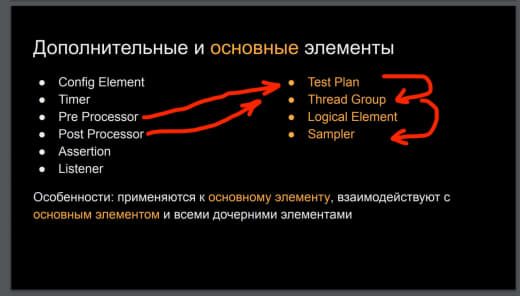 Дополнительные и основные элементы
Config Element
Timer
Pre Processor
Post Processor
Assertion
Listener
Test Plan
Thread Group
Logical Element
Sampler
Особенности: применяются к основному элементу, взаимодействуют с
основным элементом и всеми дочерними элементами